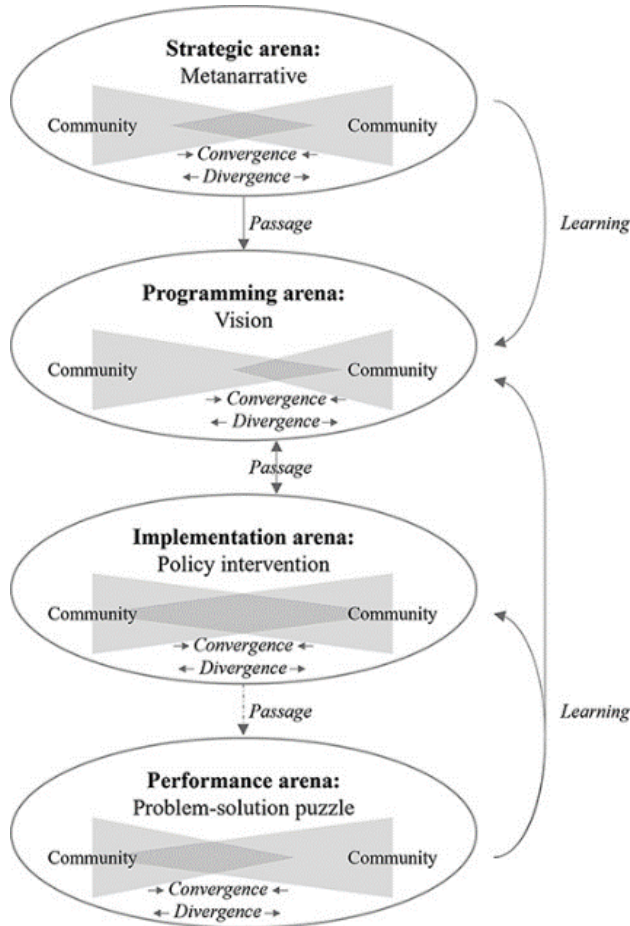 Strategic arena:
Metanarrative
Community Community
Convergence
Divergence
Passage
Learning
Programming arena:
Vision
Community Community
Convergence
Divergence
Passage
Implementation arena:
Policy intervention
Community Community
Convergence
Divergence
Passage
Learning
Performance arena:
Problem-solution puzzle
Community Community
Convergence
Divergence